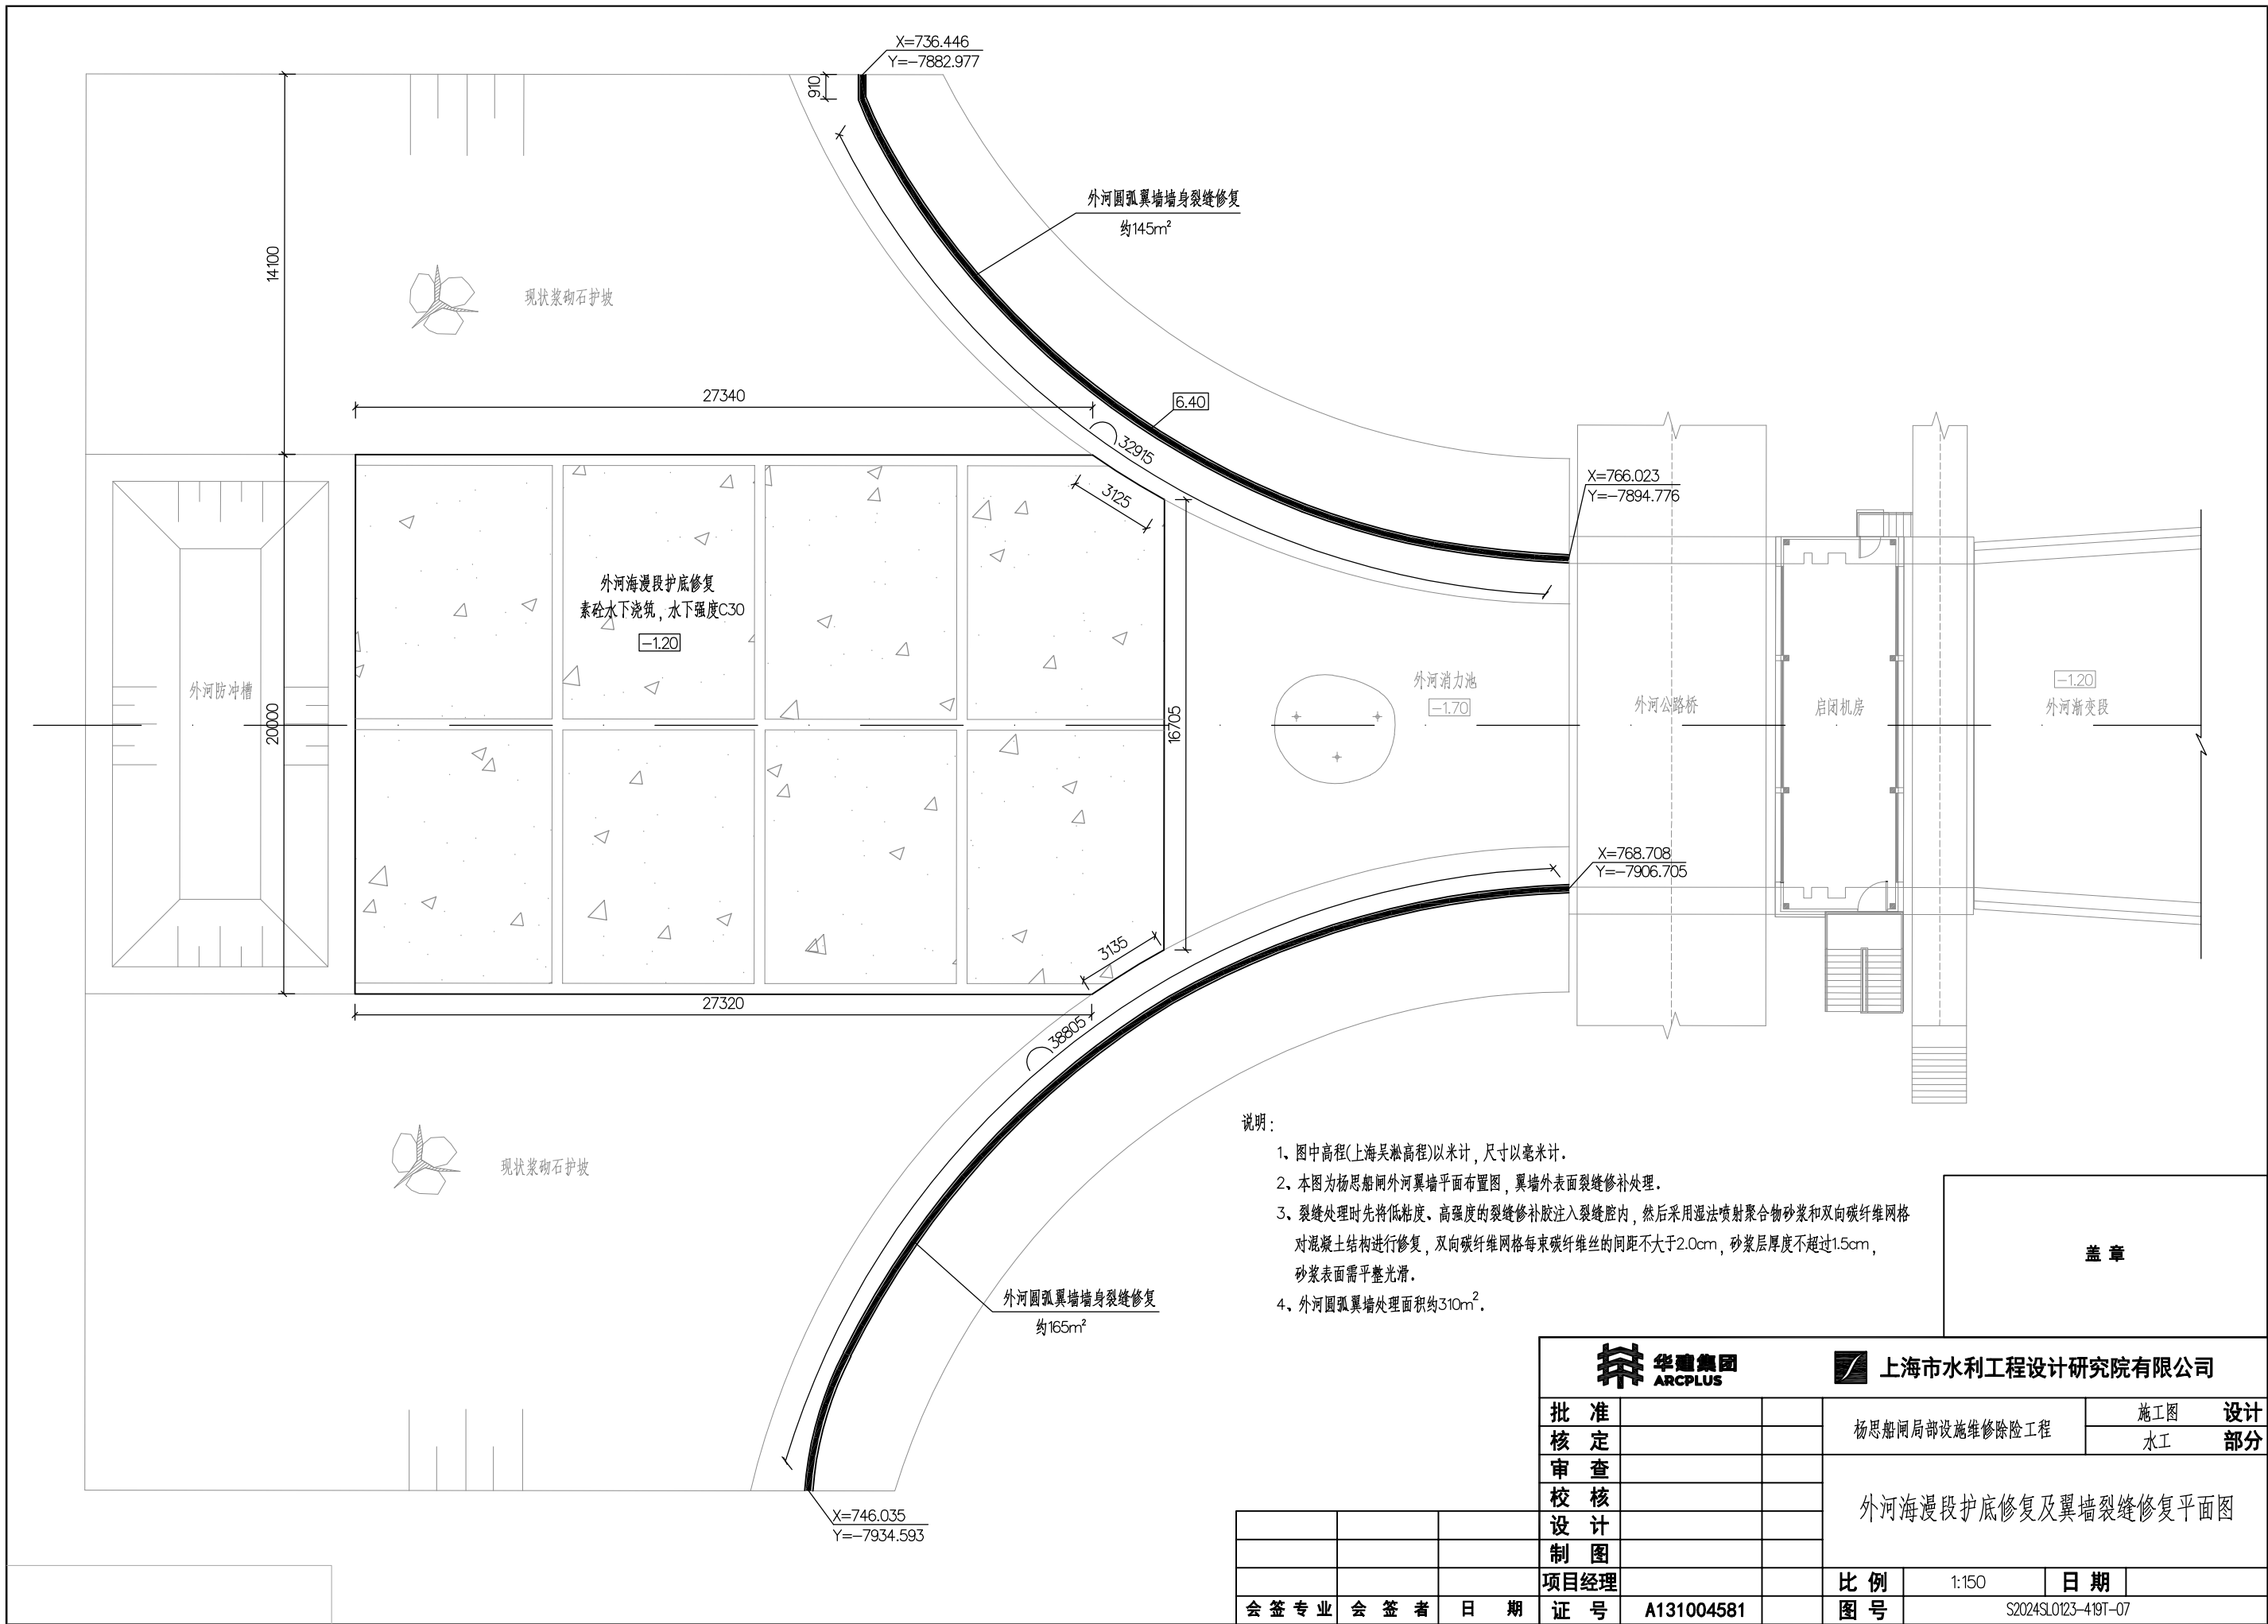 X=736.446
Y=-7882.977
910
外河圆弧翼墙墙身裂缝修复
约145m²
14100
现状浆砌石护坡
27340
6.40
32915
X=766.023
Y=-7894.776
3125
外河海漫段护底修复
素砼水下浇筑，水下强度C30
-1.20
外河防冲槽
20000
16705
外河消力池
-1.70
外河公路桥
启闭机房
-1.20
外河渐变段
X=768.708
Y=-7906.705
3135
27320
38805
现状浆砌石护坡
外河圆弧翼墙墙身裂缝修复
约165m²
X=746.035
Y=-7934.593
说明：
1、图中高程(上海吴淞高程)以米计，尺寸以毫米计.
2、本图为杨思船闸外河翼墙平面布置图，翼墙外表面裂缝修补处理.
3、裂缝处理时先将低粘度、高强度的裂缝修补胶注入裂缝腔内，然后采用湿法喷射聚合物砂浆和双向碳纤维网格
对混凝土结构进行修复，双向碳纤维网格每束碳纤维丝的间距不大于2.0cm，砂浆层厚度不超过1.5cm，
砂浆表面需平整光滑.
4、外河圆弧翼墙处理面积约310m².
盖章
华建集团
ARCPLUS
上海市水利工程设计研究院有限公司
批准
核定
审查
校核
设计
制图
项目经理
证号 A131004581
杨思船闸局部设施维修除险工程
施工图 设计
水工 部分
外河海漫段护底修复及翼墙裂缝修复平面图
比例 1:150 日期
图号 S2024SL0123-419T-07
会签专业 会签者 日期